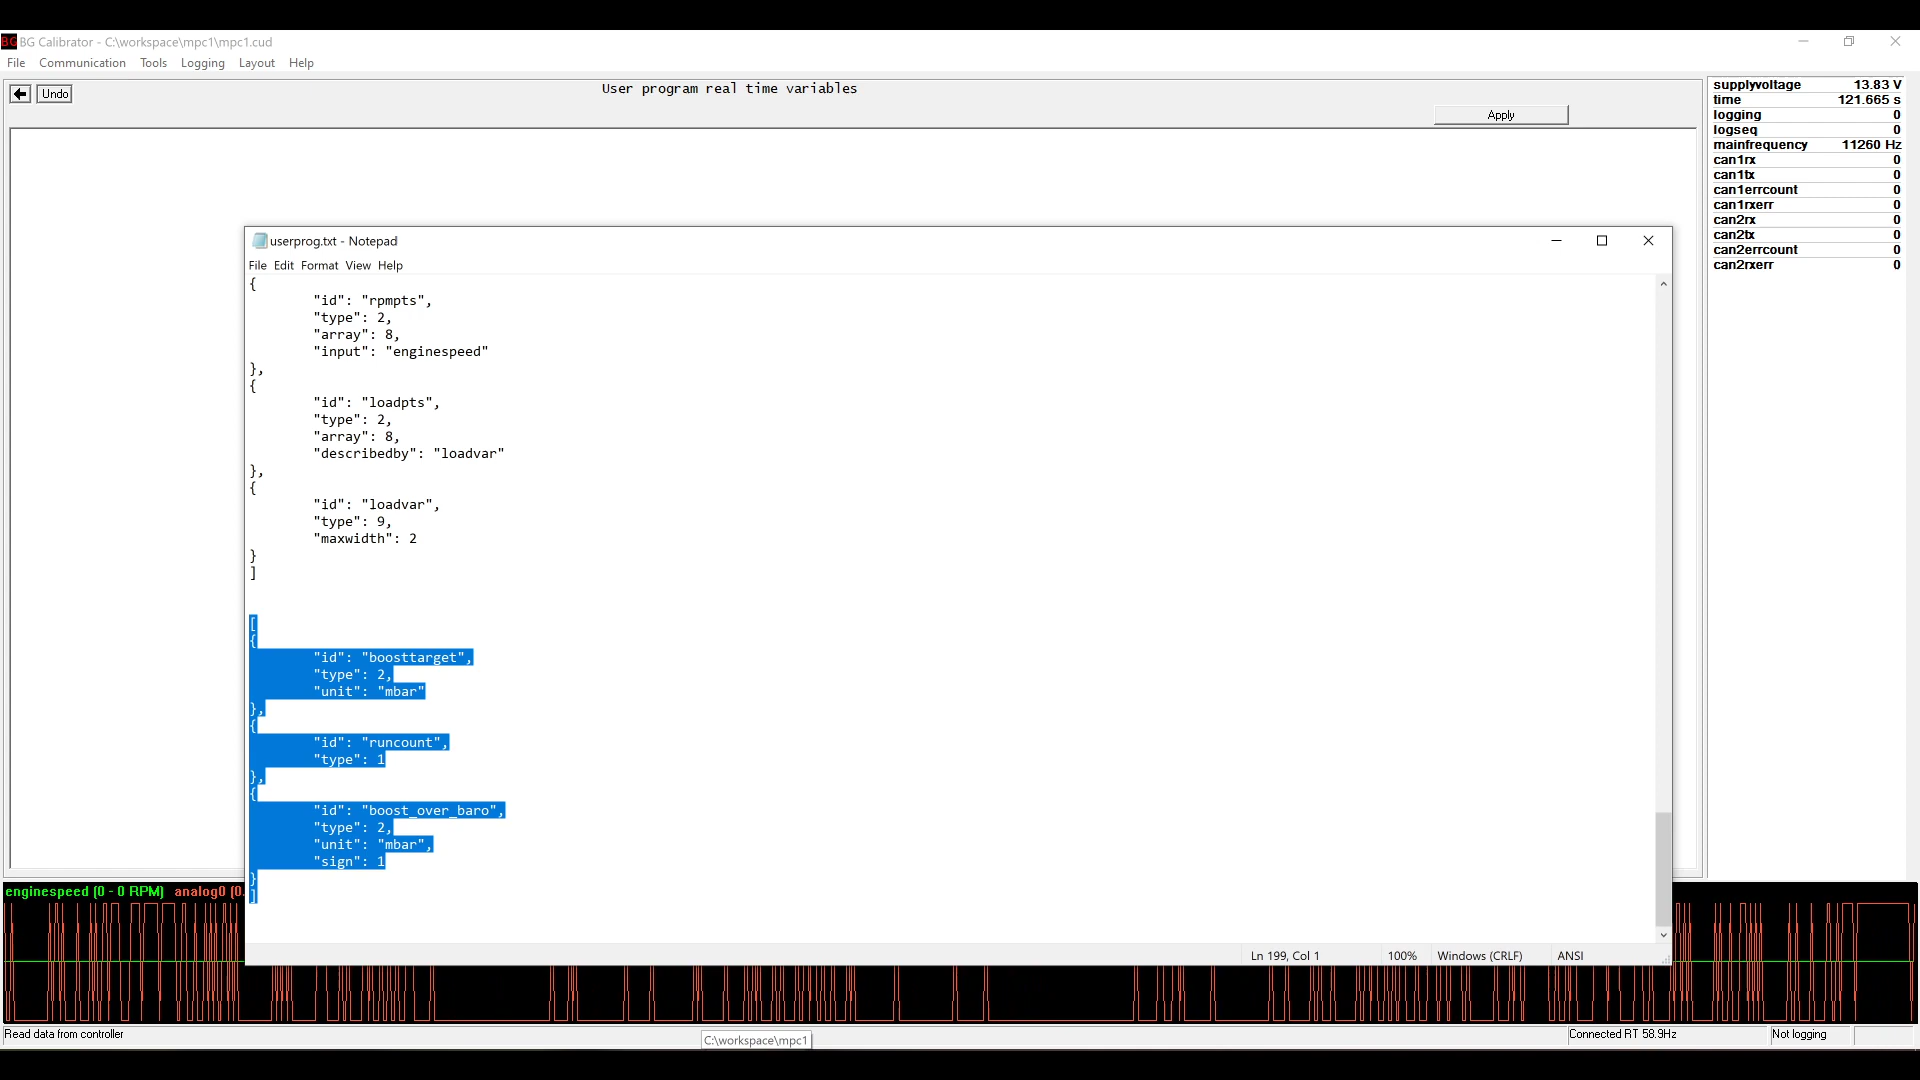 BG BG Calibrator - C:\workspace\mpc1\mpc1.cud
File Communication Tools Logging Layout Help
Undo
User program real time variables
Apply
supplyvoltage 13.83 V
time 121.665 s
logging 0
logseq 0
mainfrequency 11260 Hz
can1rx 0
can1tx 0
can1errcount 0
can1rxerr 0
can2rx 0
can2tx 0
can2errcount 0
can2rxerr 0
userprog.txt - Notepad
File Edit Format View Help
{
"id": "rpmpts",
"type": 2,
"array": 8,
"input": "enginespeed"
},
{
"id": "loadpts",
"type": 2,
"array": 8,
"describedby": "loadvar"
},
{
"id": "loadvar",
"type": 9,
"maxwidth": 2
}
]
[
{
"id": "boosttarget",
"type": 2,
"unit": "mbar"
},
{
"id": "runcount",
"type": 1
},
{
"id": "boost_over_baro",
"type": 2,
"unit": "mbar",
"sign": 1
}
]
Ln 199, Col 1 100% Windows (CRLF) ANSI
enginespeed (0 - 0 RPM) analog0 (0.
Read data from controller
C:\workspace\mpc1
Connected RT 58.9Hz
Not logging